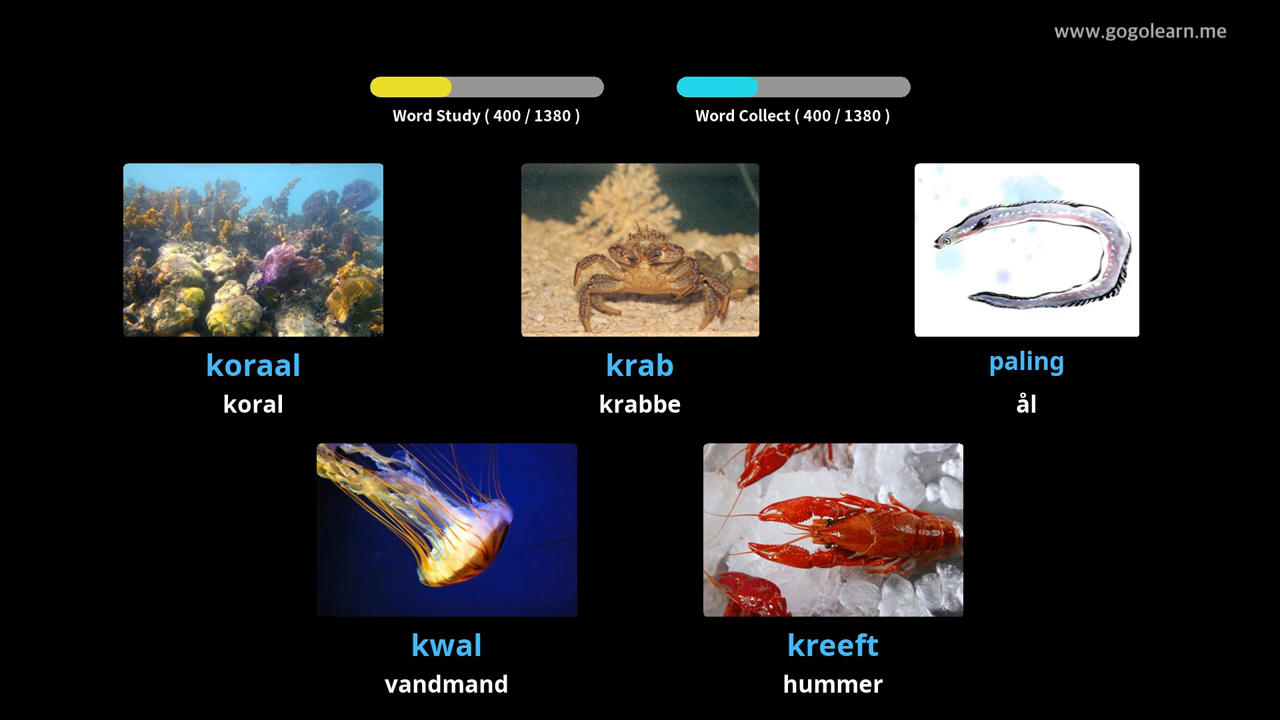 www.gogolearn.me
Word Study ( 400 / 1380 )
Word Collect ( 400 / 1380 )
koraal
koral
krab
krabbe
paling
ål
kwal
vandmand
kreeft
hummer